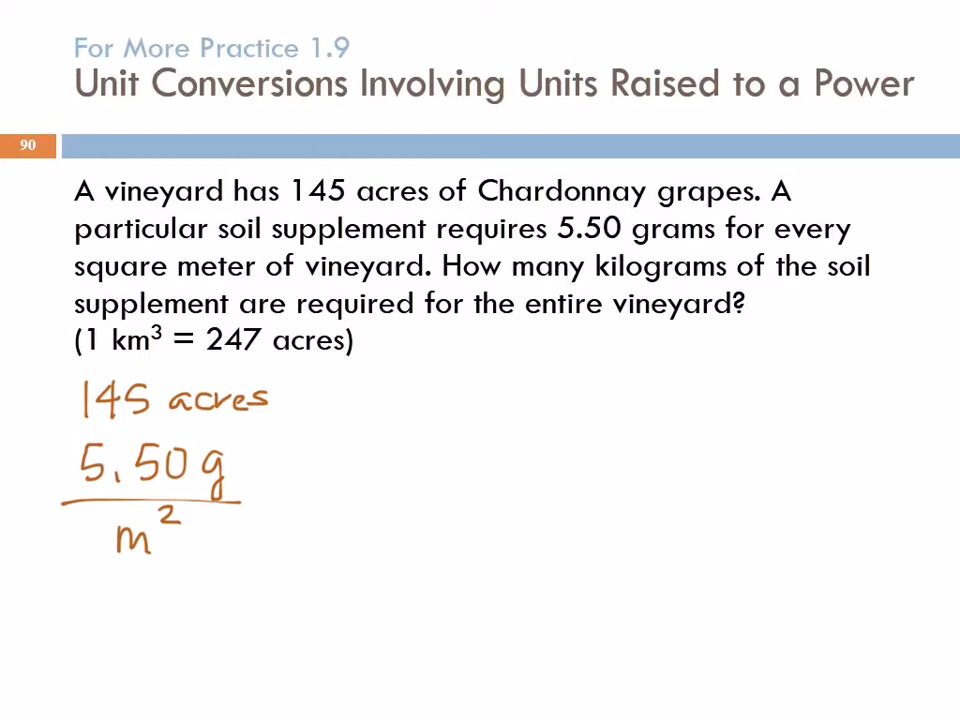 For More Practice 1.9
Unit Conversions Involving Units Raised to a Power
90
A vineyard has 145 acres of Chardonnay grapes. A
particular soil supplement requires 5.50 grams for every
square meter of vineyard. How many kilograms of the soil
supplement are required for the entire vineyard?
(1 km³ = 247 acres)
145 acres
5.50 g
m²